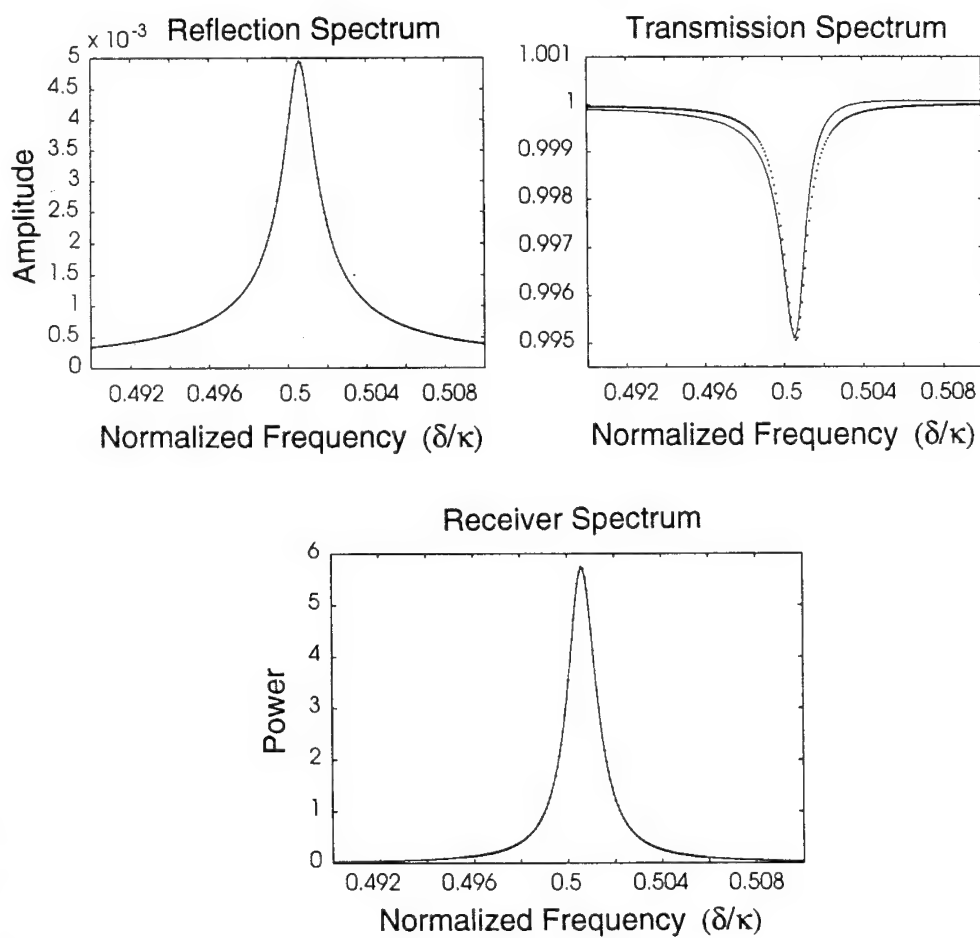 Reflection Spectrum
× 10⁻³
5
4.5
4
3.5
3
2.5
2
1.5
1
0.5
0
Amplitude
0.492 0.496 0.5 0.504 0.508
Normalized Frequency (δ/κ)
Transmission Spectrum
1.001
1
0.999
0.998
0.997
0.996
0.995
0.492 0.496 0.5 0.504 0.508
Normalized Frequency (δ/κ)
Receiver Spectrum
6
5
4
3
2
1
0
Power
0.492 0.496 0.5 0.504 0.508
Normalized Frequency (δ/κ)